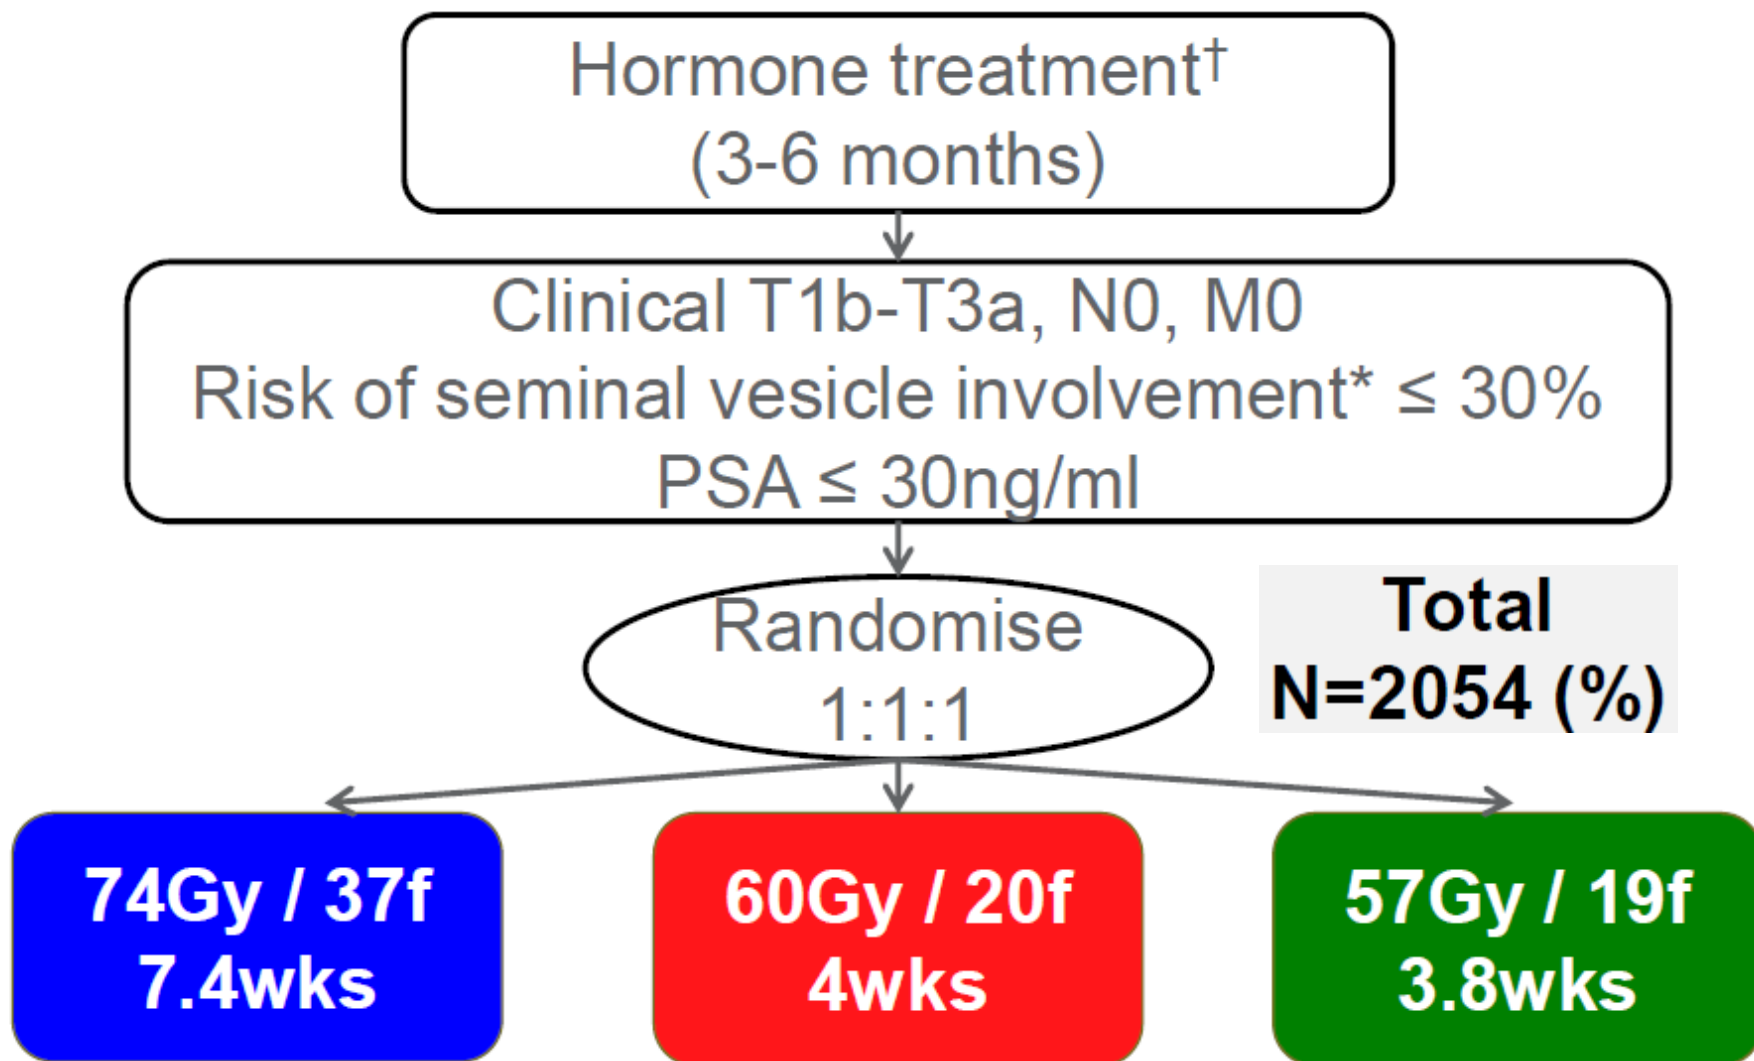 Hormone treatment†
(3-6 months)
Clinical T1b-T3a, N0, M0
Risk of seminal vesicle involvement* ≤ 30%
PSA ≤ 30ng/ml
Randomise
1:1:1
Total
N=2054 (%)
74Gy / 37f
7.4wks
60Gy / 20f
4wks
57Gy / 19f
3.8wks